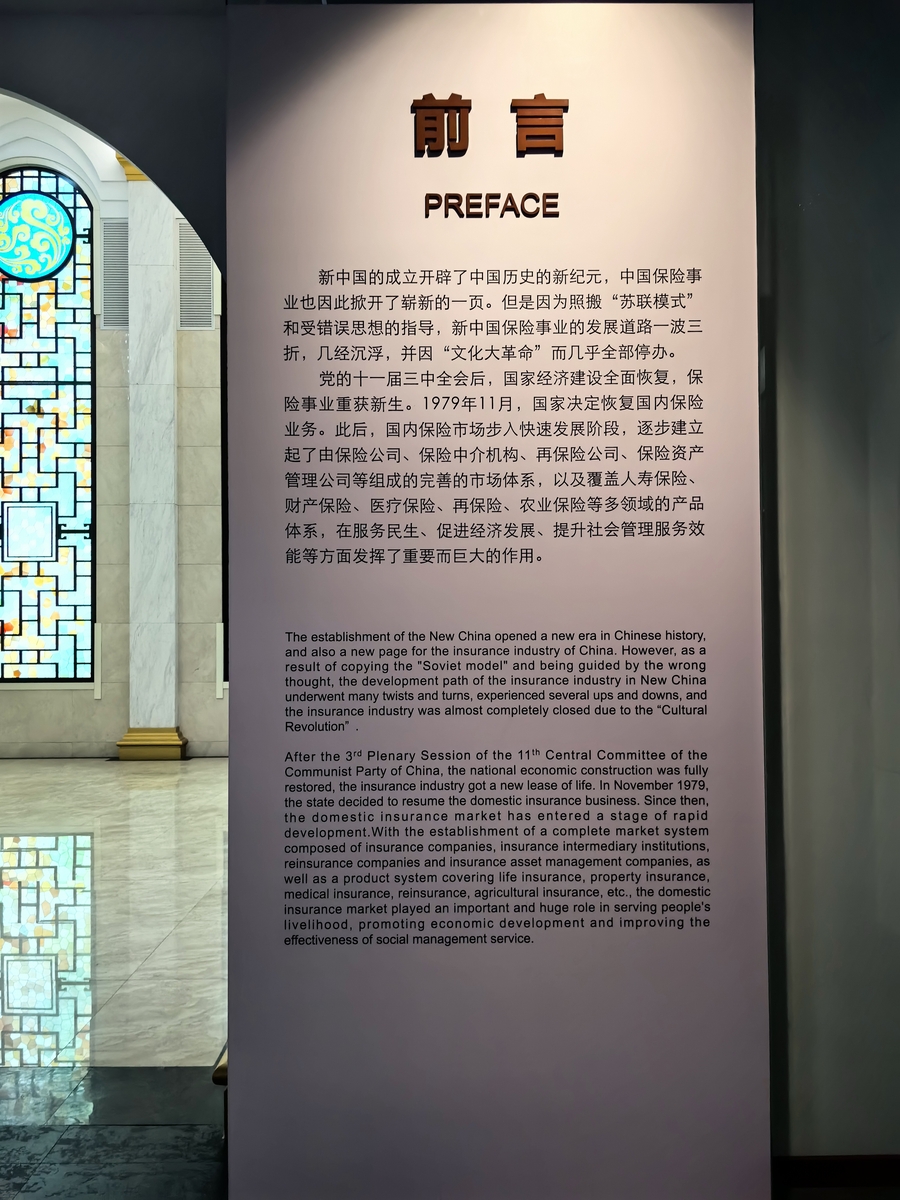 前言
PREFACE
新中国的成立开辟了中国历史的新纪元，中国保险事
业也因此掀开了崭新的一页。但是因为照搬“苏联模式”
和受错误思想的指导，新中国保险事业的发展道路一波三
折，几经沉浮，并因“文化大革命”而几乎全部停办。
党的十一届三中全会后，国家经济建设全面恢复，保
险事业重获新生。1979年11月，国家决定恢复国内保险
业务。此后，国内保险市场步入快速发展阶段，逐步建立
起了由保险公司、保险中介机构、再保险公司、保险资产
管理公司等组成的完善的市场体系，以及覆盖人寿保险、
财产保险、医疗保险、再保险、农业保险等多领域的产品
体系，在服务民生、促进经济发展、提升社会管理服务效
能等方面发挥了重要而巨大的作用。
The establishment of the New China opened a new era in Chinese history,
and also a new page for the insurance industry of China. However, as a
result of copying the "Soviet model" and being guided by the wrong
thought, the development path of the insurance industry in New China
underwent many twists and turns, experienced several ups and downs, and
the insurance industry was almost completely closed due to the “Cultural
Revolution” .
After the 3rd Plenary Session of the 11th Central Committee of the
Communist Party of China, the national economic construction was fully
restored, the insurance industry got a new lease of life. In November 1979,
the state decided to resume the domestic insurance business. Since then,
the domestic insurance market has entered a stage of rapid
development.With the establishment of a complete market system
composed of insurance companies, insurance intermediary institutions,
reinsurance companies and insurance asset management companies, as
well as a product system covering life insurance, property insurance,
medical insurance, reinsurance, agricultural insurance, etc., the domestic
insurance market played an important and huge role in serving people's
livelihood, promoting economic development and improving the
effectiveness of social management service.